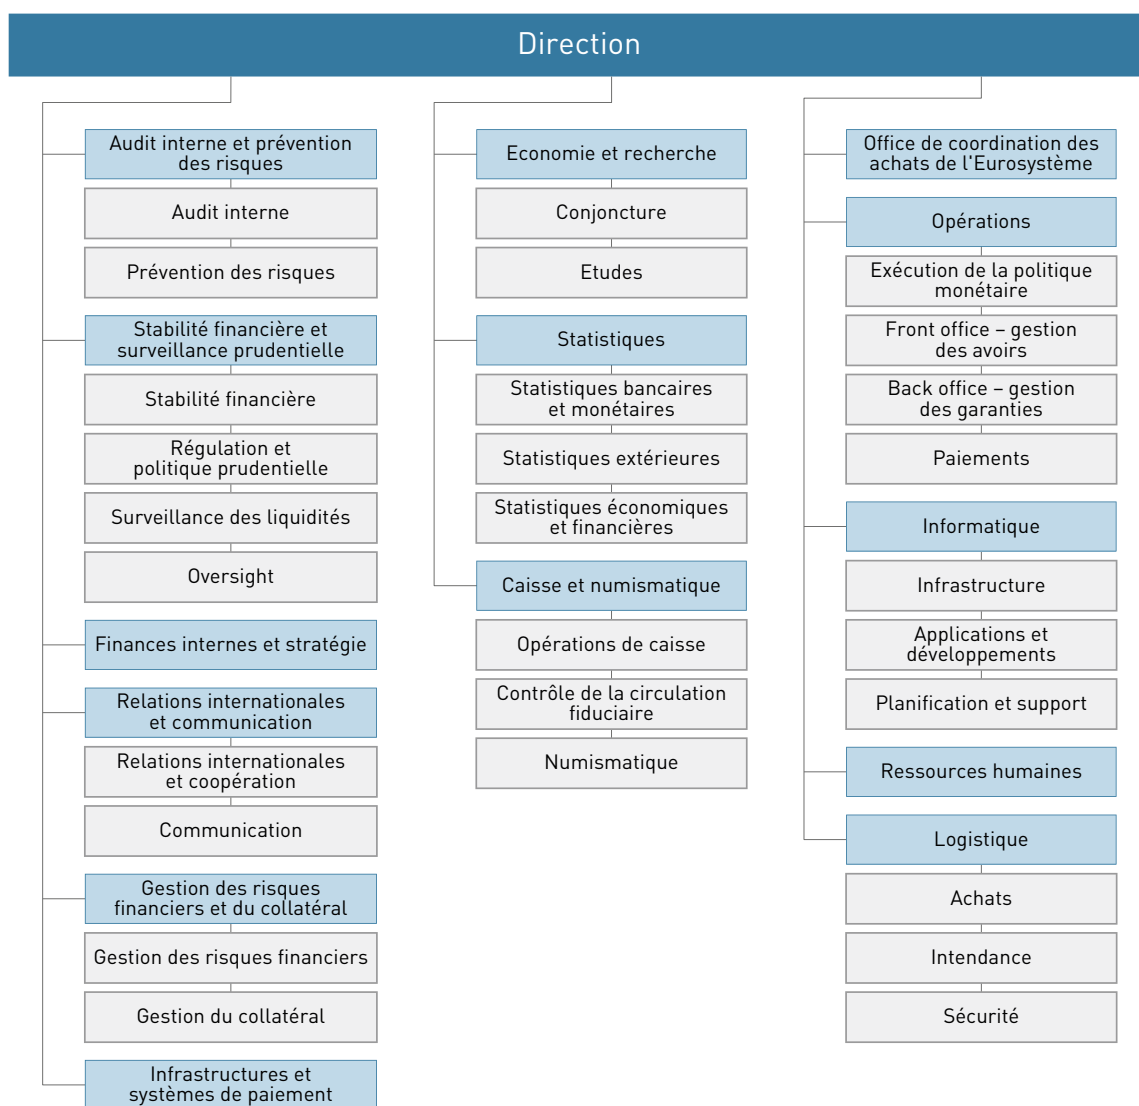 Direction
Audit interne et prévention
des risques
Audit interne
Prévention des risques
Stabilité financière et
surveillance prudentielle
Stabilité financière
Régulation et
politique prudentielle
Surveillance des liquidités
Oversight
Finances internes et stratégie
Relations internationales
et communication
Relations internationales
et coopération
Communication
Gestion des risques
financiers et du collatéral
Gestion des risques financiers
Gestion du collatéral
Infrastructures et
systèmes de paiement
Economie et recherche
Conjoncture
Etudes
Statistiques
Statistiques bancaires
et monétaires
Statistiques extérieures
Statistiques économiques
et financières
Caisse et numismatique
Opérations de caisse
Contrôle de la circulation
fiduciaire
Numismatique
Office de coordination des
achats de l'Eurosystème
Opérations
Exécution de la politique
monétaire
Front office – gestion
des avoirs
Back office – gestion
des garanties
Paiements
Informatique
Infrastructure
Applications et
développements
Planification et support
Ressources humaines
Logistique
Achats
Intendance
Sécurité